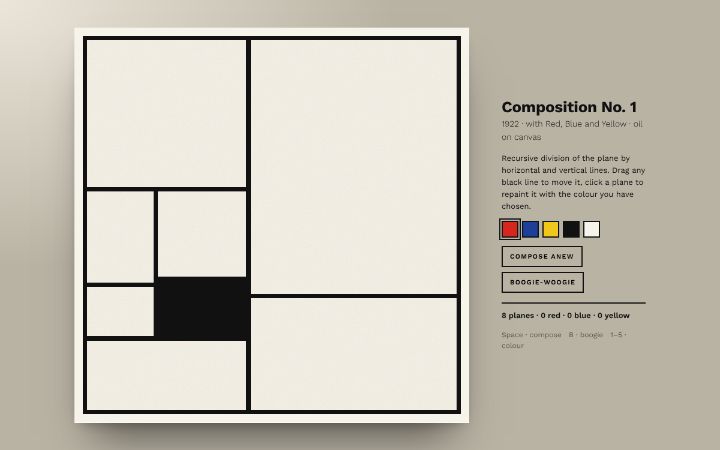 Composition No. 1
1922 · with Red, Blue and Yellow · oil
on canvas
Recursive division of the plane by
horizontal and vertical lines. Drag any
black line to move it, click a plane to
repaint it with the colour you have
chosen.
COMPOSE ANEW
BOOGIE-WOOGIE
8 planes · 0 red · 0 blue · 0 yellow
Space · compose B · boogie 1–5 ·
colour